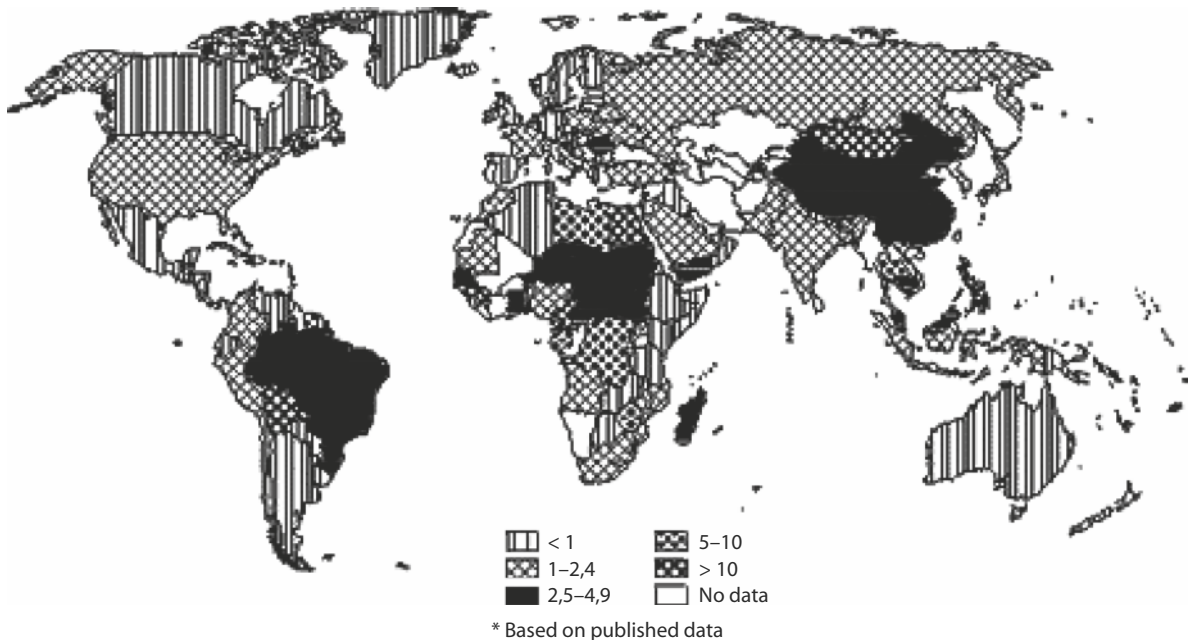 < 1
1–2,4
2,5–4,9
5–10
> 10
No data
* Based on published data